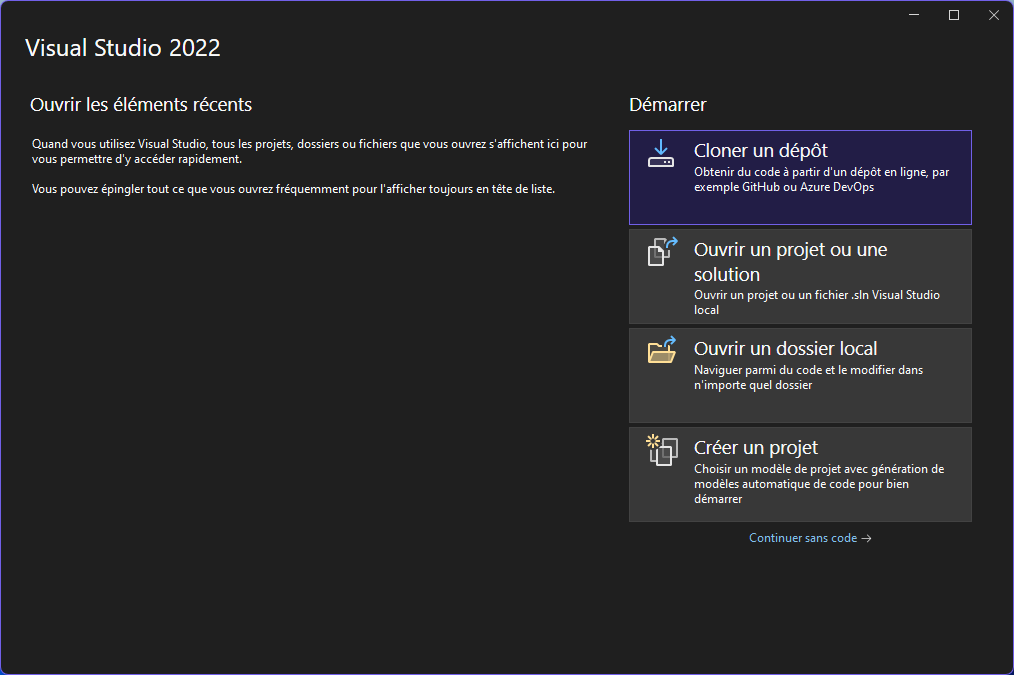 Visual Studio 2022
Ouvrir les éléments récents
Quand vous utilisez Visual Studio, tous les projets, dossiers ou fichiers que vous ouvrez s'affichent ici pour
vous permettre d'y accéder rapidement.
Vous pouvez épingler tout ce que vous ouvrez fréquemment pour l'afficher toujours en tête de liste.
Démarrer
Cloner un dépôt
Obtenir du code à partir d'un dépôt en ligne, par
exemple GitHub ou Azure DevOps
Ouvrir un projet ou une
solution
Ouvrir un projet ou un fichier .sln Visual Studio
local
Ouvrir un dossier local
Naviguer parmi du code et le modifier dans
n'importe quel dossier
Créer un projet
Choisir un modèle de projet avec génération de
modèles automatique de code pour bien
démarrer
Continuer sans code →